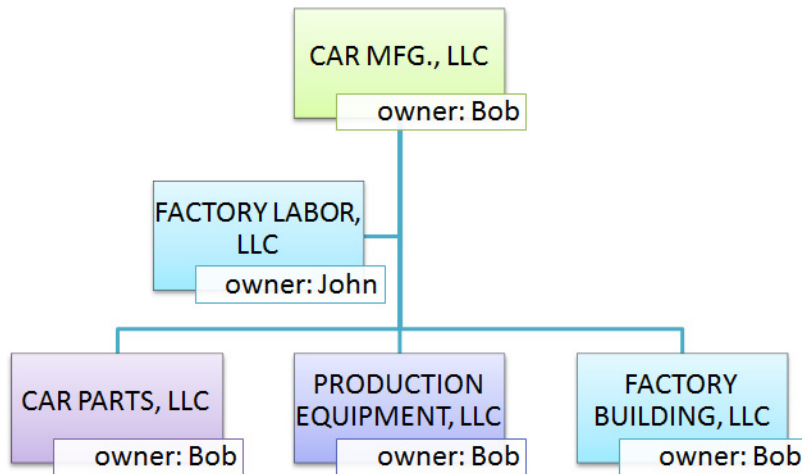 CAR MFG., LLC
owner: Bob
FACTORY LABOR,
LLC
owner: John
CAR PARTS, LLC
owner: Bob
PRODUCTION
EQUIPMENT, LLC
owner: Bob
FACTORY
BUILDING, LLC
owner: Bob